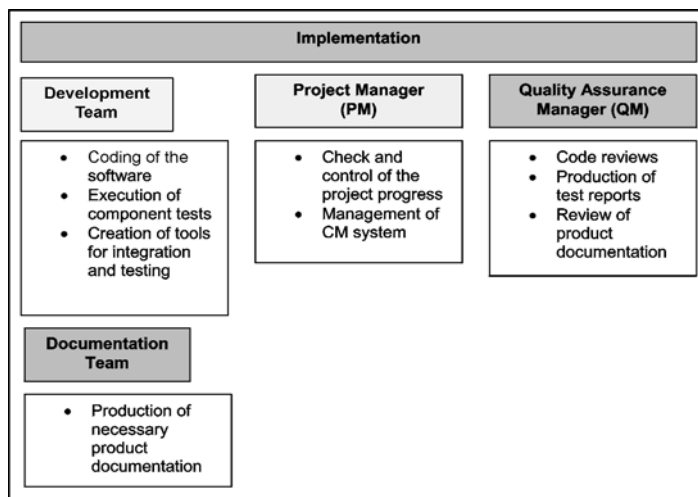 Implementation
Development
Team
• Coding of the
software
• Execution of
component tests
• Creation of tools
for integration
and testing
Project Manager
(PM)
• Check and
control of the
project progress
• Management of
CM system
Quality Assurance
Manager (QM)
• Code reviews
• Production of
test reports
• Review of
product
documentation
Documentation
Team
• Production of
necessary
product
documentation